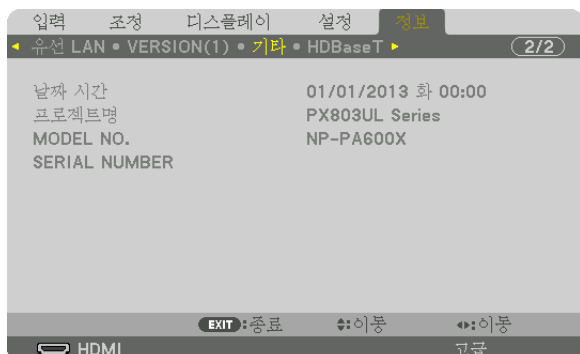 입력 조정 디스플레이 설정 정보
◂ 유선 LAN • VERSION(1) • 기타 • HDBaseT ▸ 2/2
날짜 시간 01/01/2013 화 00:00
프로젝트명 PX803UL Series
MODEL NO. NP-PA600X
SERIAL NUMBER
EXIT :종료 :이동 :이동
HDMI 고급